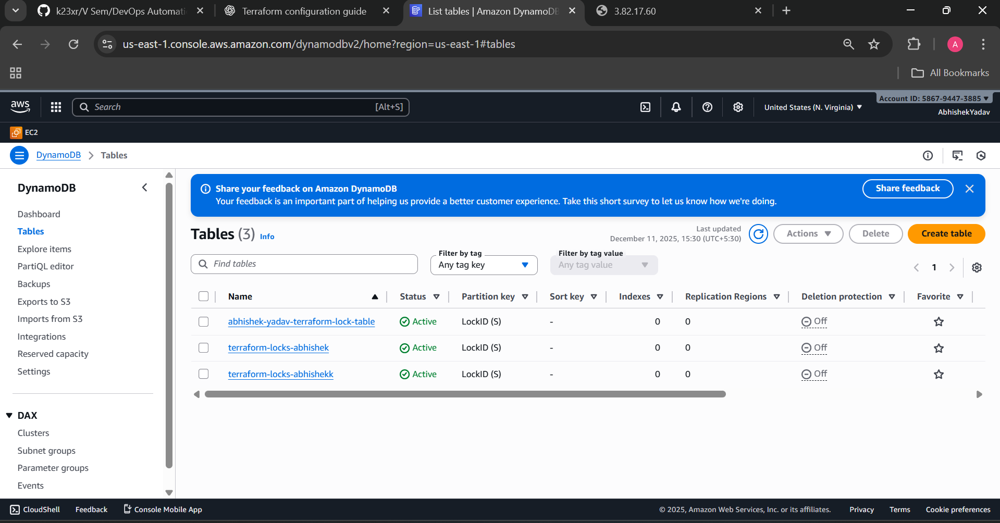 k23xr/V Sem/DevOps Automati
Terraform configuration guide
List tables | Amazon DynamoDB
3.82.17.60
us-east-1.console.aws.amazon.com/dynamodbv2/home?region=us-east-1#tables
A
All Bookmarks
aws
Search
[Alt+S]
United States (N. Virginia)
Account ID: 5867-9447-3885
AbhishekYadav
EC2
DynamoDB
Tables
DynamoDB
Dashboard
Tables
Explore items
PartiQL editor
Backups
Exports to S3
Imports from S3
Integrations
Reserved capacity
Settings
DAX
Clusters
Subnet groups
Parameter groups
Events
Share your feedback on Amazon DynamoDB
Your feedback is an important part of helping us provide a better customer experience. Take this short survey to let us know how we're doing.
Share feedback
Tables (3) Info
Last updated
December 11, 2025, 15:30 (UTC+5:30)
Actions
Delete
Create table
Find tables
Filter by tag
Any tag key
Filter by tag value
Any tag value
1
Name Status Partition key Sort key Indexes Replication Regions Deletion protection Favorite
abhishek-yadav-terraform-lock-table Active LockID (S) - 0 0 Off
terraform-locks-abhishek Active LockID (S) - 0 0 Off
terraform-locks-abhishekk Active LockID (S) - 0 0 Off
CloudShell Feedback Console Mobile App © 2025, Amazon Web Services, Inc. or its affiliates. Privacy Terms Cookie preferences